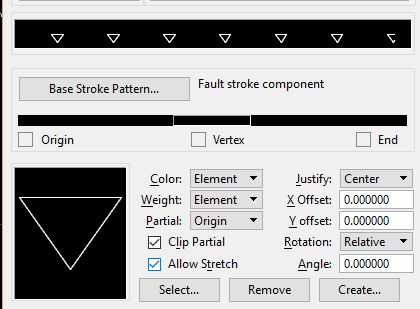 Base Stroke Pattern... Fault stroke component
Origin Vertex End
Color: Element Justify: Center
Weight: Element X Offset: 0.000000
Partial: Origin Y offset: 0.000000
Clip Partial Rotation: Relative
Allow Stretch Angle: 0.000000
Select... Remove Create...